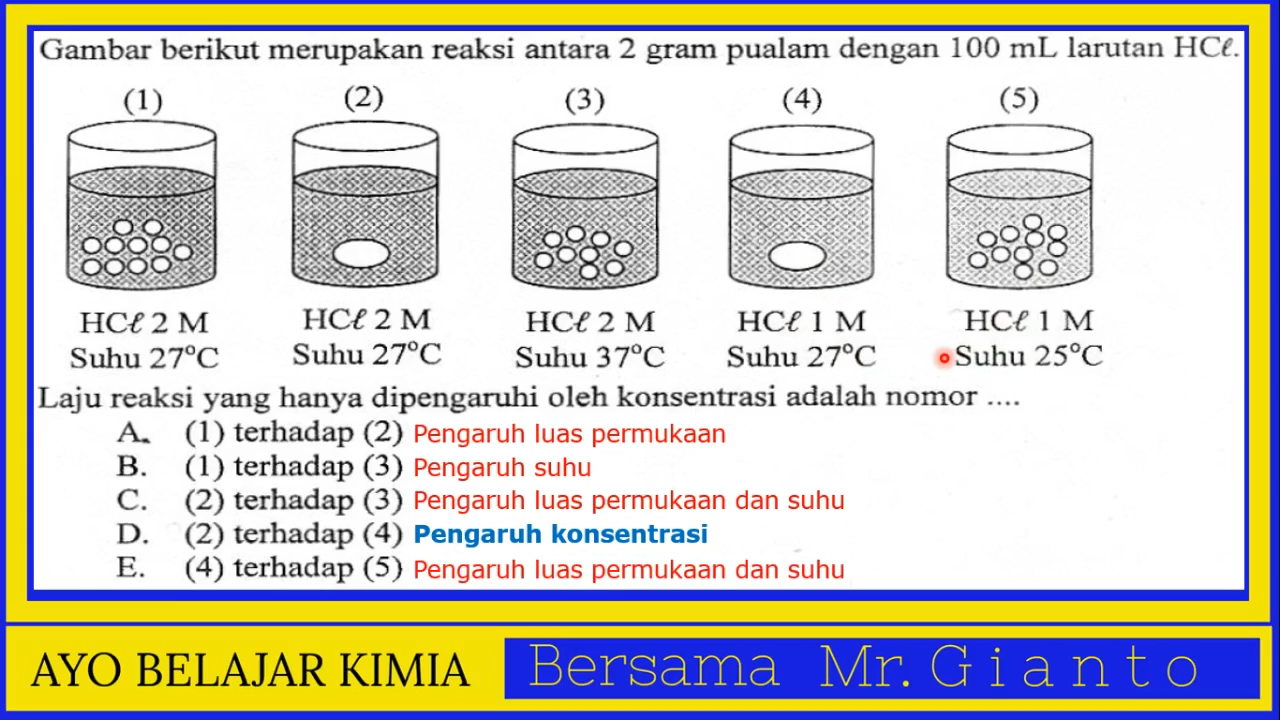 Gambar berikut merupakan reaksi antara 2 gram pualam dengan 100 mL larutan HCℓ.
(1) (2) (3) (4) (5)
HCℓ 2 M HCℓ 2 M HCℓ 2 M HCℓ 1 M HCℓ 1 M
Suhu 27°C Suhu 27°C Suhu 37°C Suhu 27°C Suhu 25°C
Laju reaksi yang hanya dipengaruhi oleh konsentrasi adalah nomor ....
A. (1) terhadap (2) Pengaruh luas permukaan
B. (1) terhadap (3) Pengaruh suhu
C. (2) terhadap (3) Pengaruh luas permukaan dan suhu
D. (2) terhadap (4) Pengaruh konsentrasi
E. (4) terhadap (5) Pengaruh luas permukaan dan suhu
AYO BELAJAR KIMIA Bersama Mr. Gianto